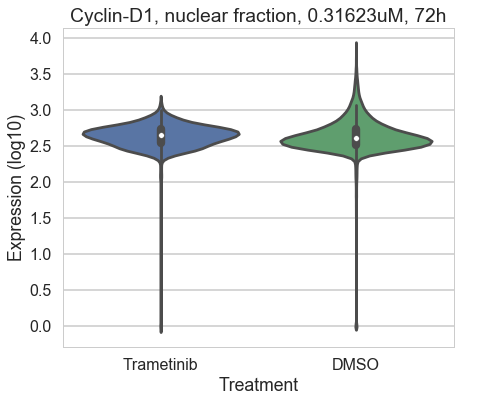 Cyclin-D1, nuclear fraction, 0.31623uM, 72h
4.0
3.5
3.0
2.5
2.0
1.5
1.0
0.5
0.0
Expression (log10)
Trametinib
DMSO
Treatment